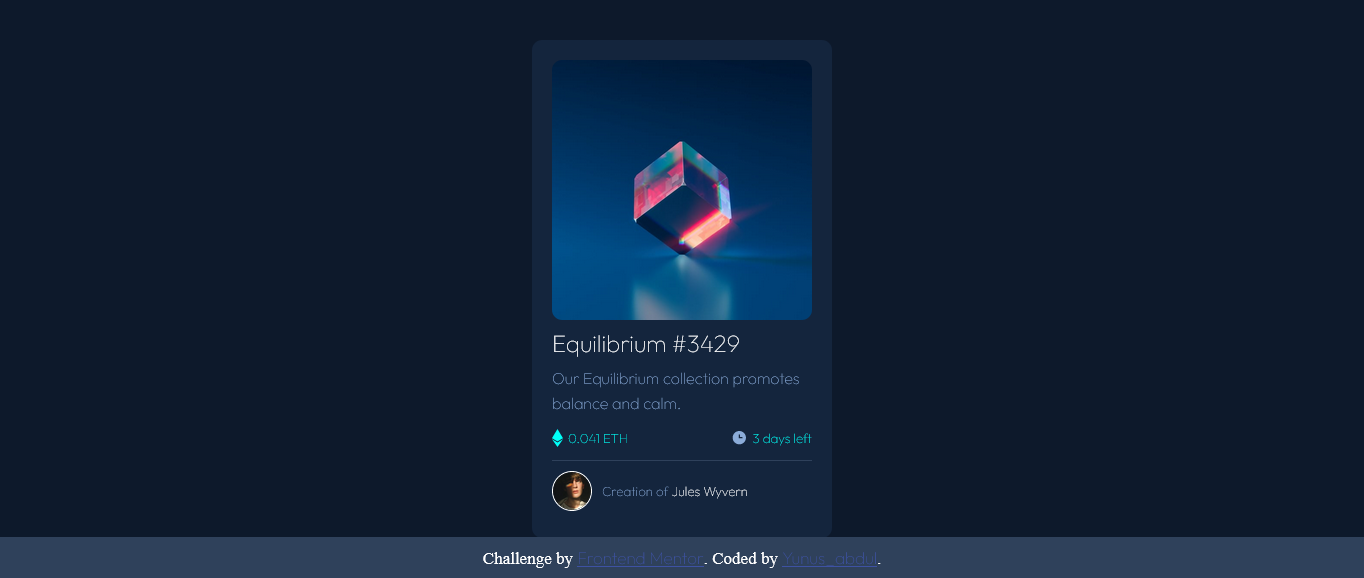 Equilibrium #3429
Our Equilibrium collection promotes
balance and calm.
0.041 ETH
3 days left
Creation of Jules Wyvern
Challenge by Frontend Mentor. Coded by Yunus_abdul.